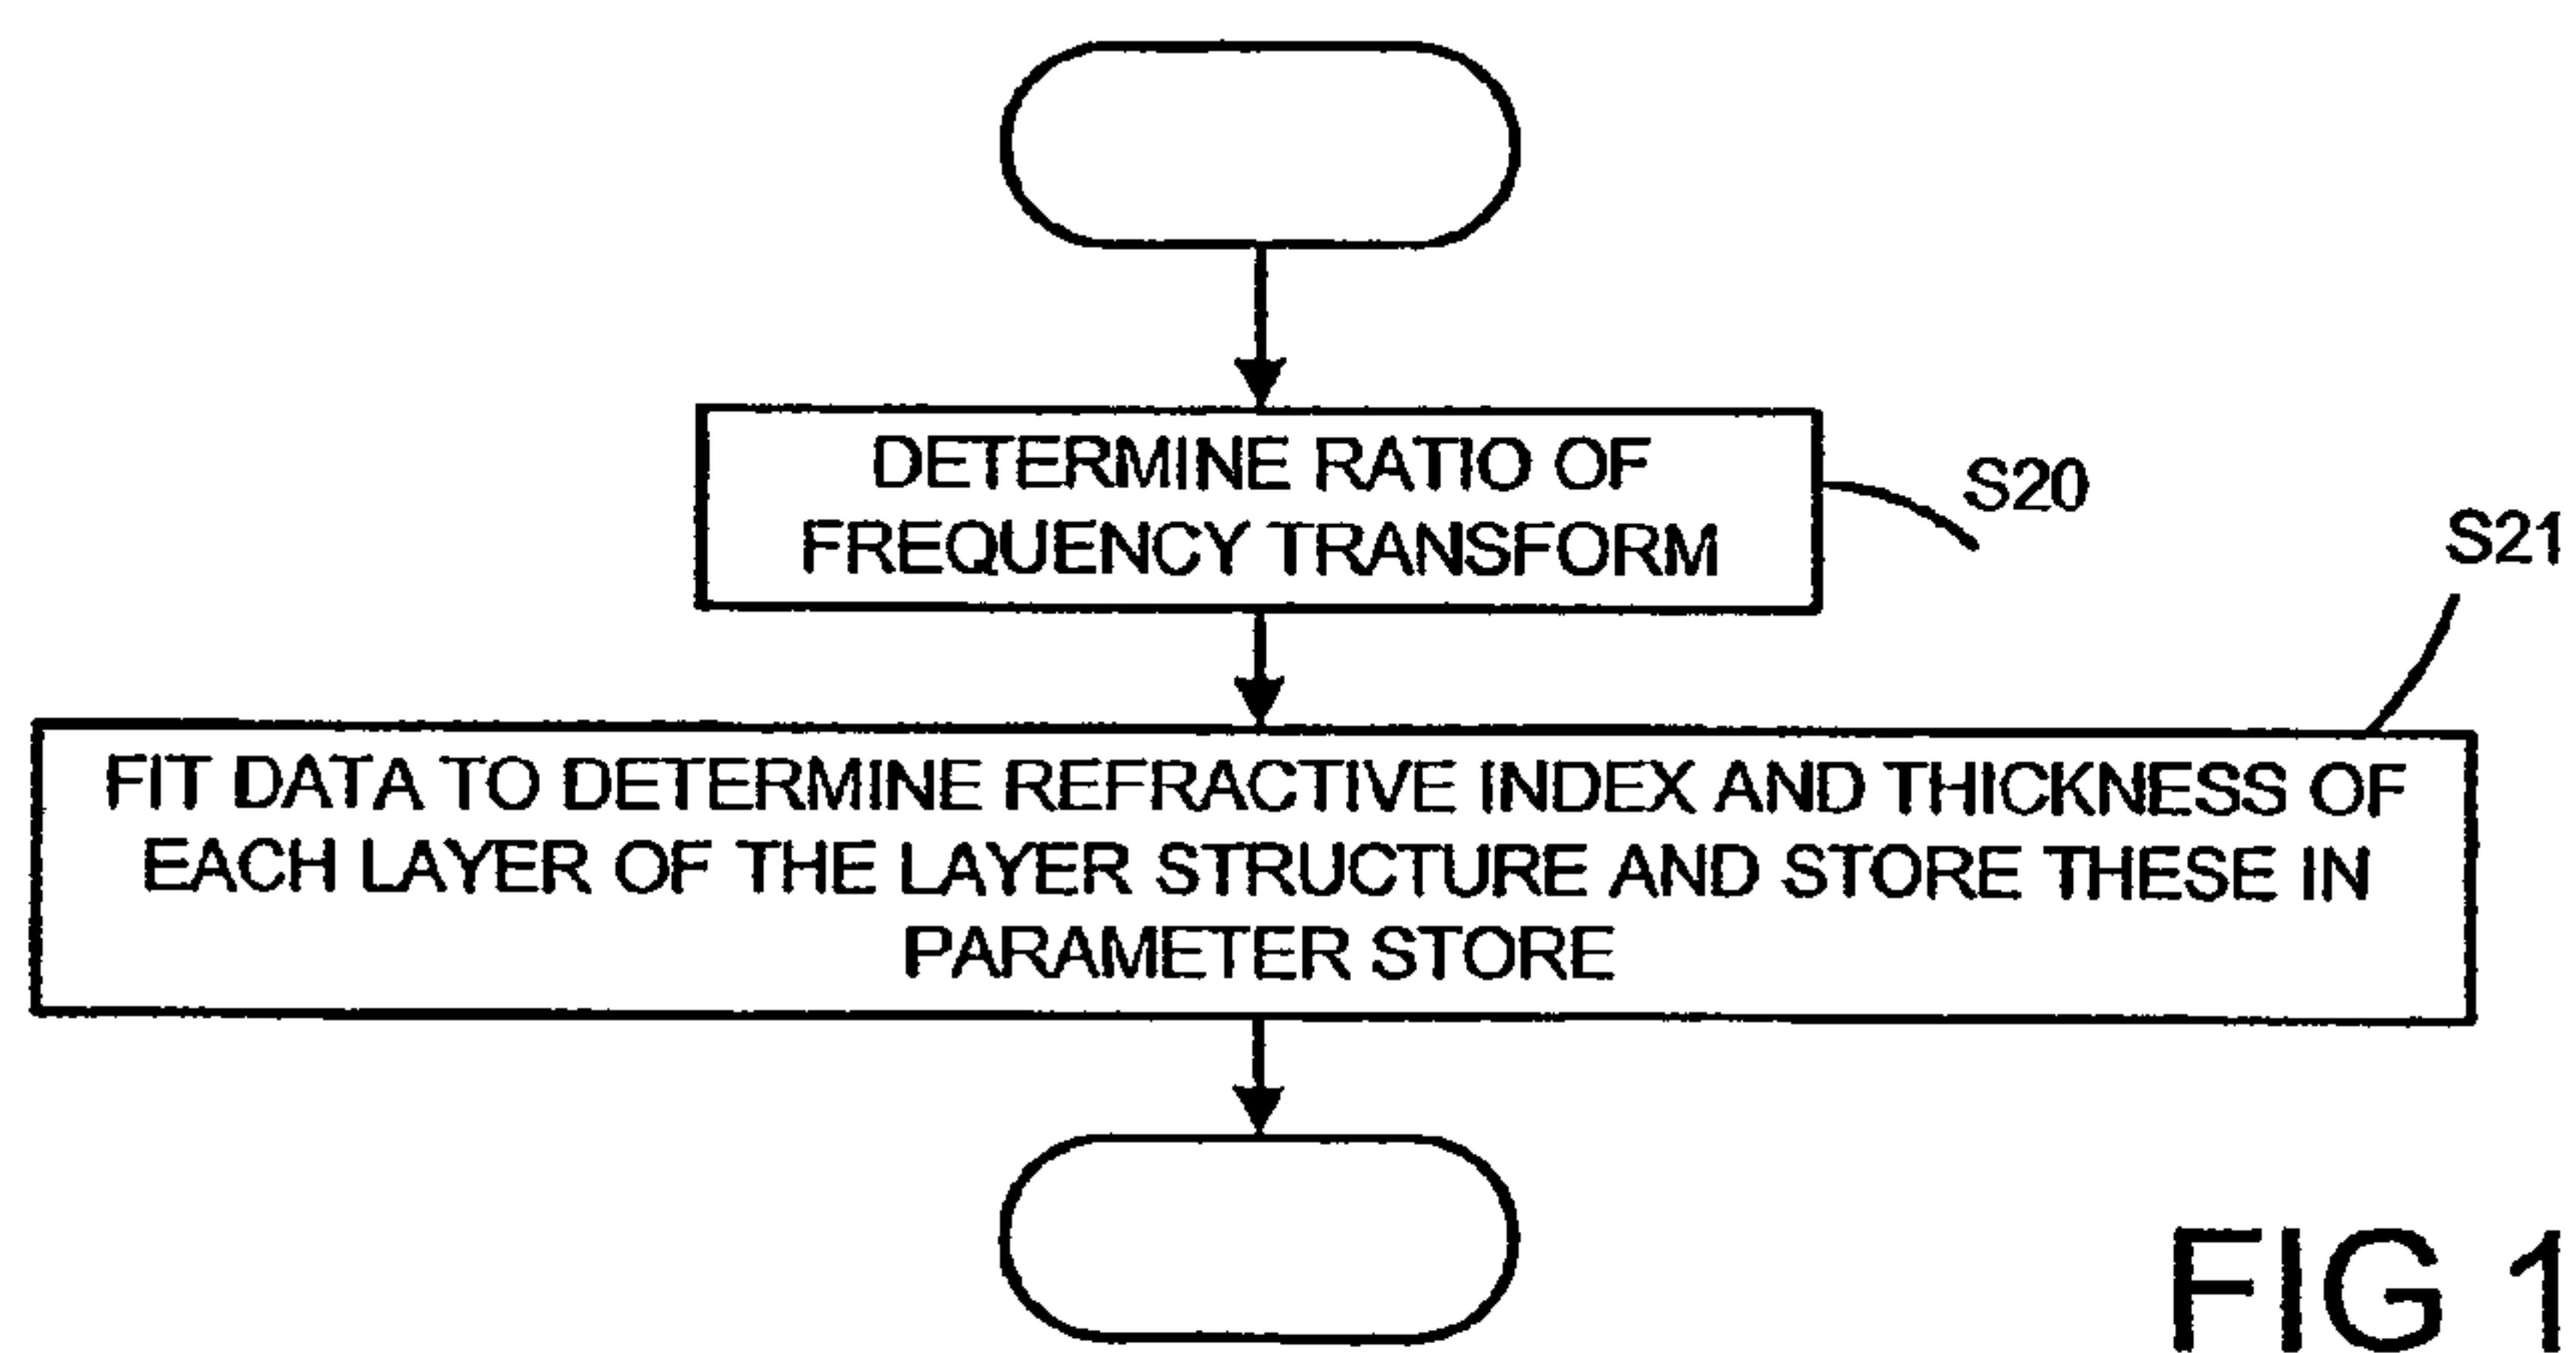 DETERMINE RATIO OF
FREQUENCY TRANSFORM
S20
S21
FIT DATA TO DETERMINE REFRACTIVE INDEX AND THICKNESS OF
EACH LAYER OF THE LAYER STRUCTURE AND STORE THESE IN
PARAMETER STORE
FIG 1